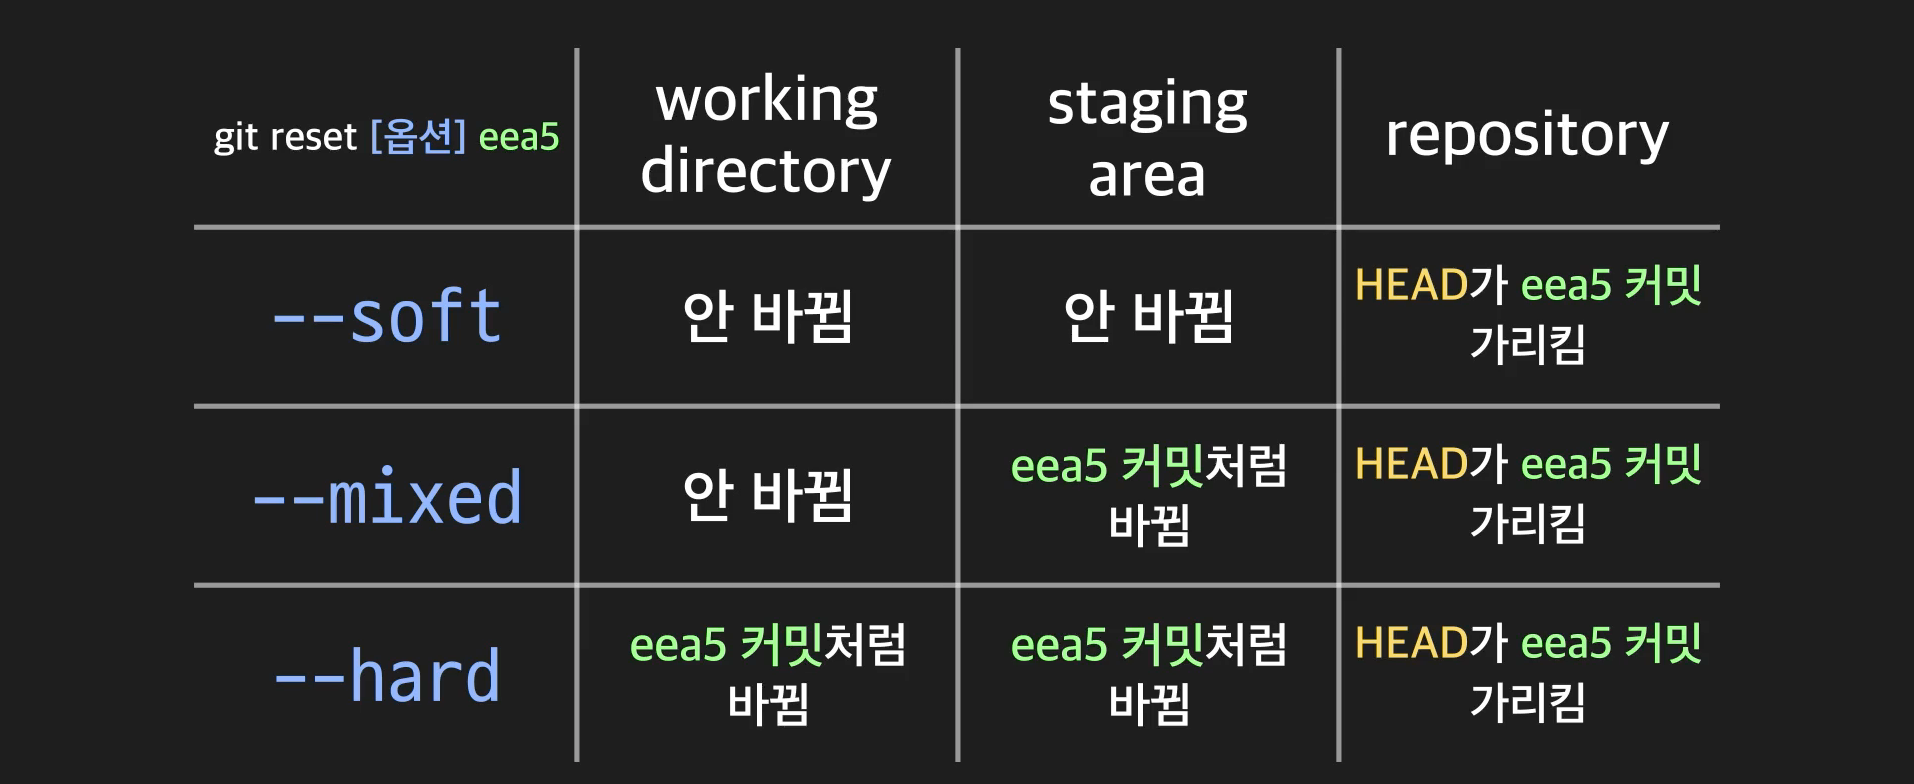 git reset [옵션] eea5
working
directory
staging
area
repository
--soft
안 바뀜
안 바뀜
HEAD가 eea5 커밋
가리킴
--mixed
안 바뀜
eea5 커밋처럼
바뀜
HEAD가 eea5 커밋
가리킴
--hard
eea5 커밋처럼
바뀜
eea5 커밋처럼
바뀜
HEAD가 eea5 커밋
가리킴